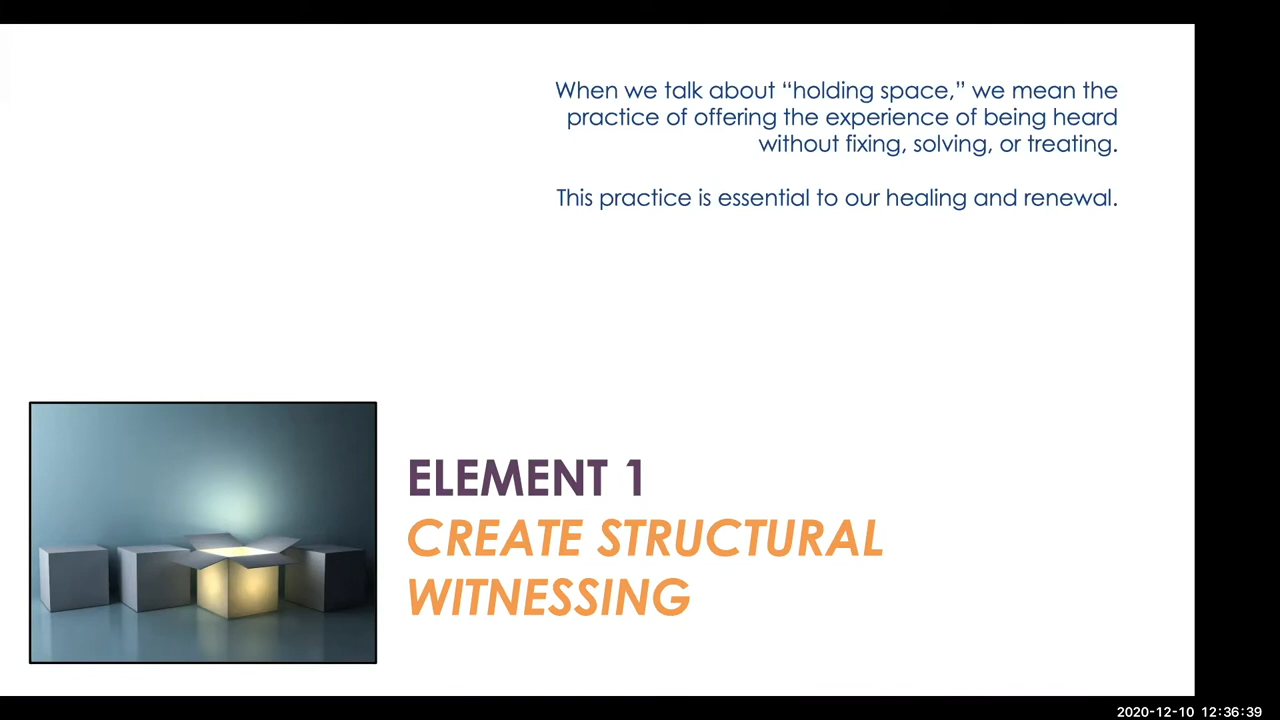 When we talk about “holding space,” we mean the
practice of offering the experience of being heard
without fixing, solving, or treating.
This practice is essential to our healing and renewal.
ELEMENT 1
CREATE STRUCTURAL
WITNESSING
2020-12-10 12:36:39